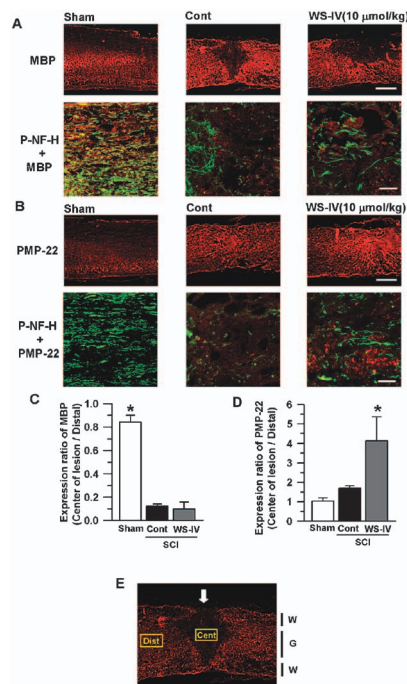 A Sham Cont WS-IV(10 μmol/kg)
MBP
P-NF-H
+
MBP
B Sham Cont WS-IV(10 μmol/kg)
PMP-22
P-NF-H
+
PMP-22
C
Expression ratio of MBP
(Center of lesion / Distal)
1.0
0.8
0.6
0.4
0.2
0.0
*
Sham Cont WS-IV
SCI
D
Expression ratio of PMP-22
(Center of lesion / Distal)
6
5
4
3
2
1
0
*
Sham Cont WS-IV
SCI
E
Dist Cent
W
G
W